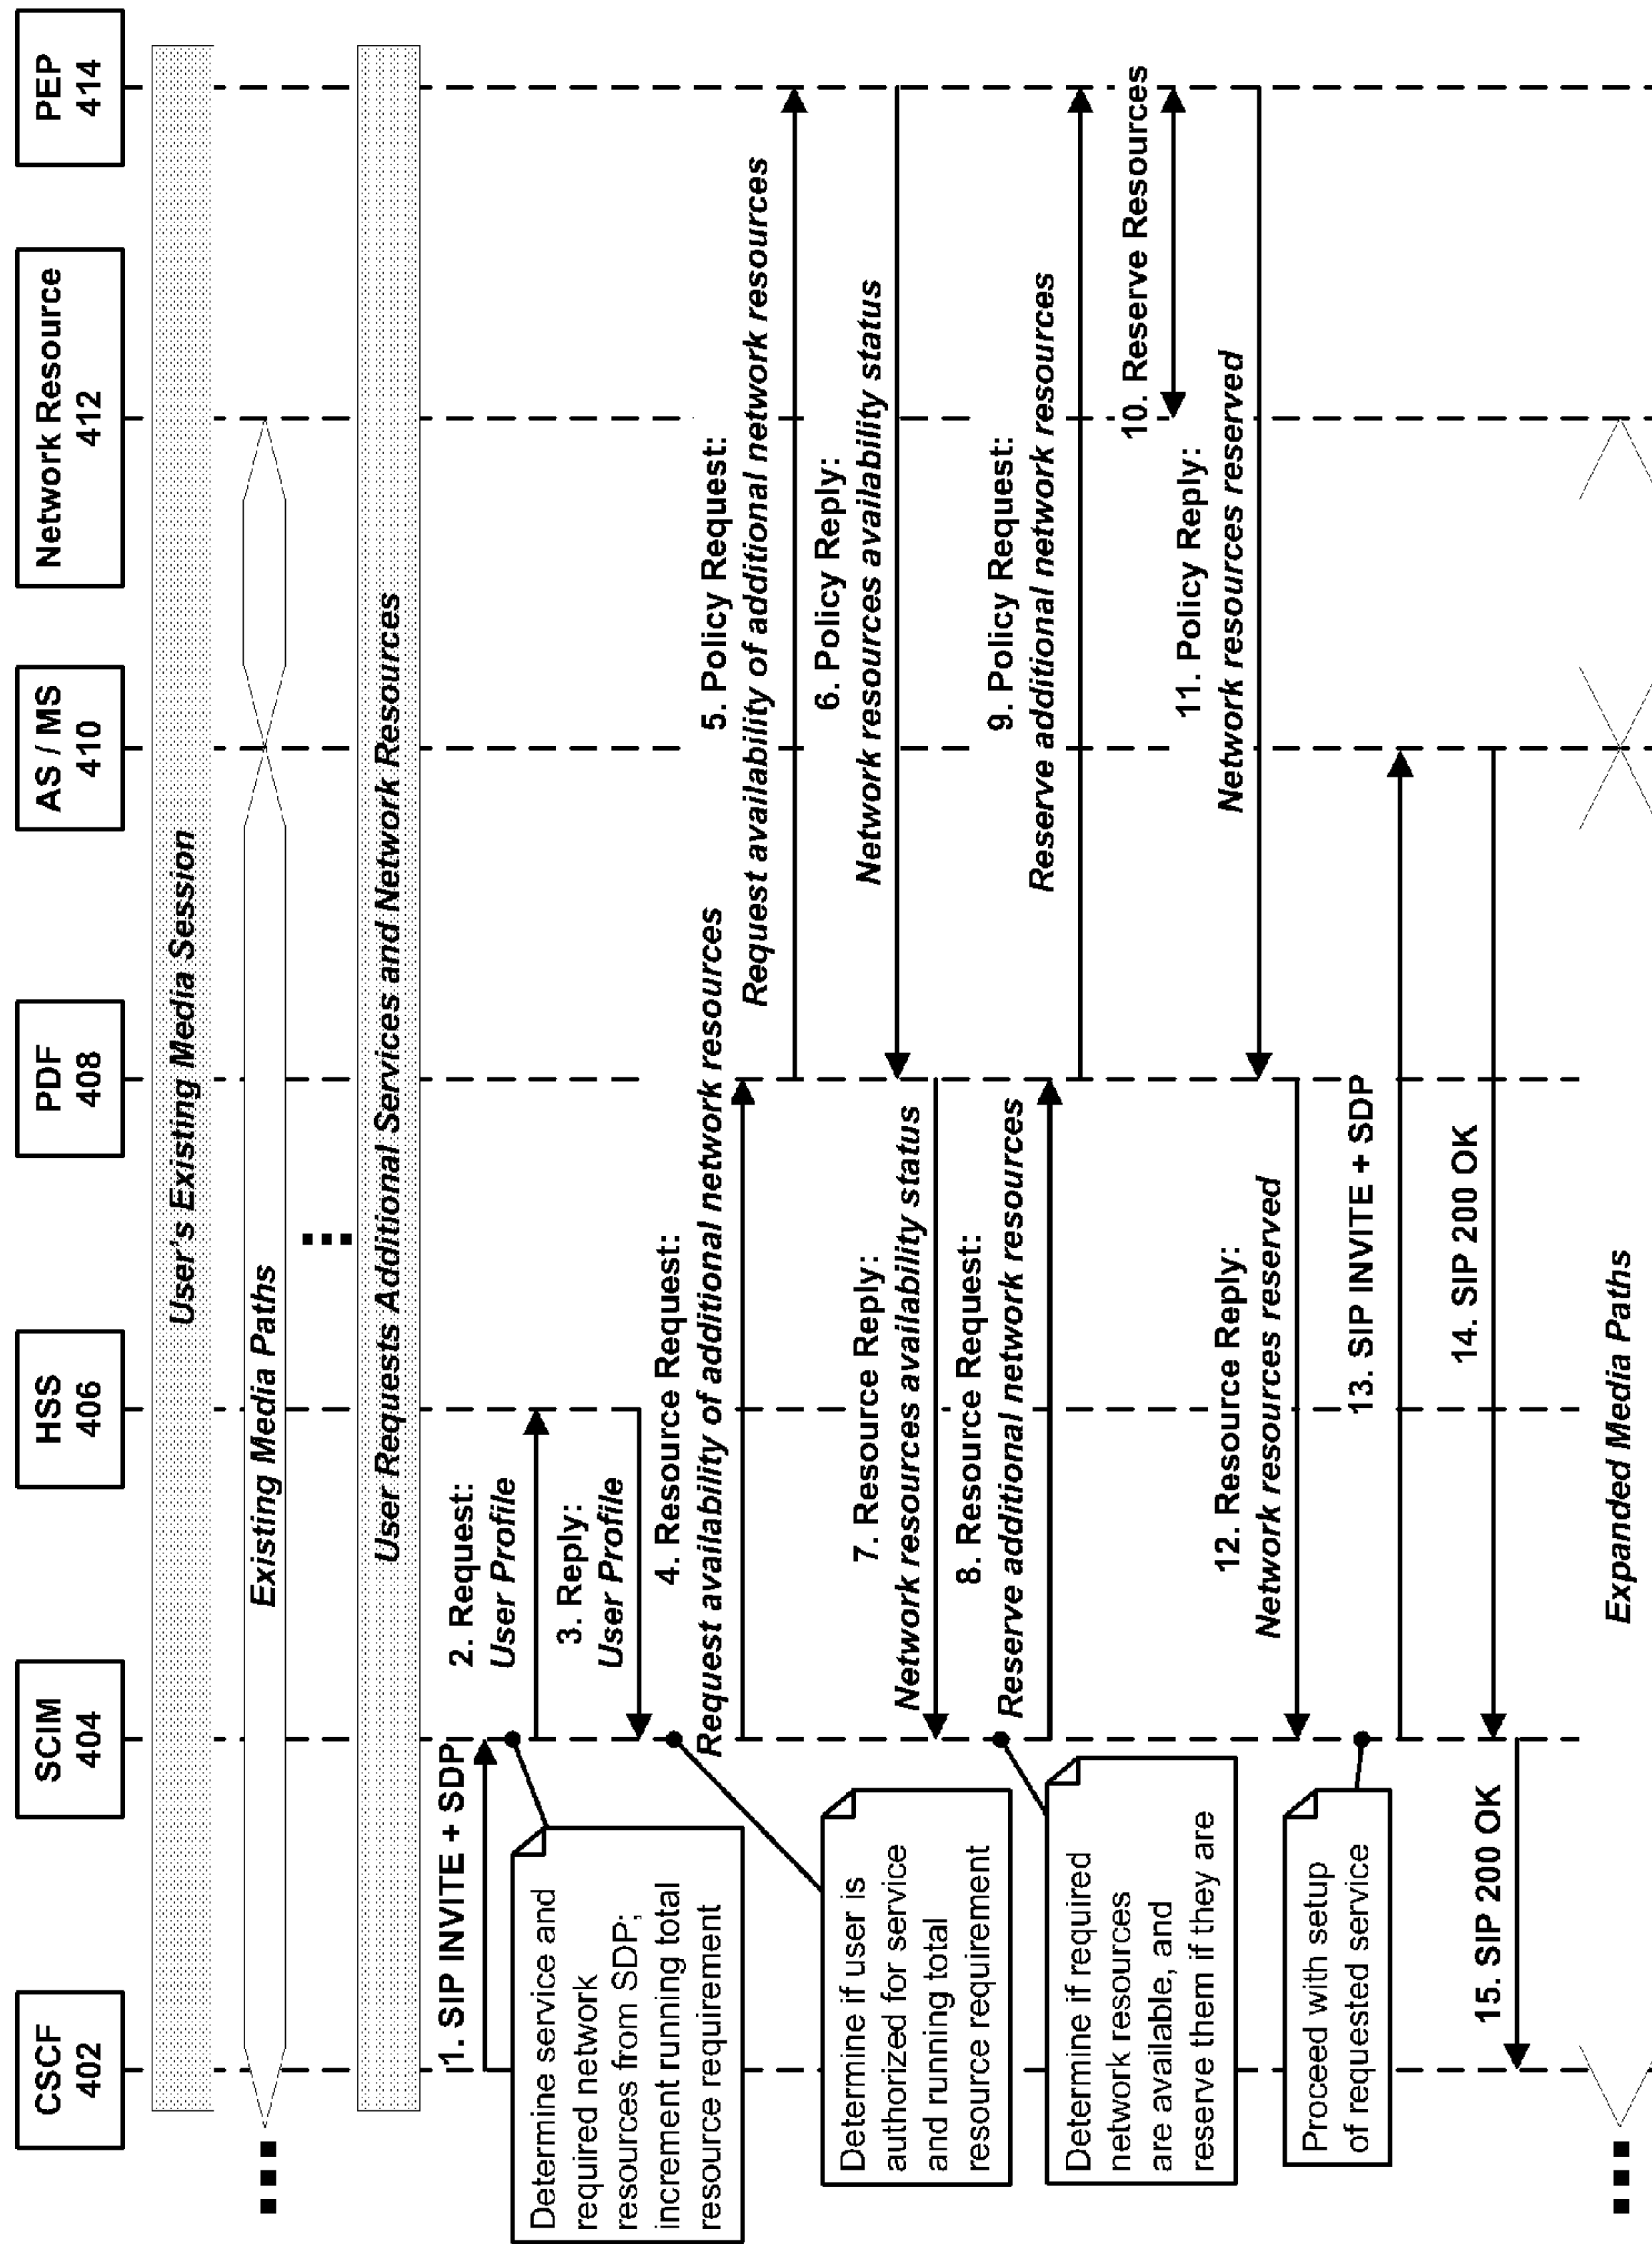 CSCF
402
SCIM
404
HSS
406
PDF
408
AS / MS
410
Network Resource
412
PEP
414
User's Existing Media Session
Existing Media Paths
User Requests Additional Services and Network Resources
1. SIP INVITE + SDP
Determine service and
required network
resources from SDP;
increment running total
resource requirement
2. Request:
User Profile
3. Reply:
User Profile
Determine if user is
authorized for service
and running total
resource requirement
4. Resource Request:
Request availability of additional network resources
5. Policy Request:
Request availability of additional network resources
6. Policy Reply:
Network resources availability status
7. Resource Reply:
Network resources availability status
Determine if required
network resources
are available, and
reserve them if they are
8. Resource Request:
Reserve additional network resources
9. Policy Request:
Reserve additional network resources
10. Reserve Resources
11. Policy Reply:
Network resources reserved
12. Resource Reply:
Network resources reserved
Proceed with setup
of requested service
13. SIP INVITE + SDP
14. SIP 200 OK
15. SIP 200 OK
Expanded Media Paths